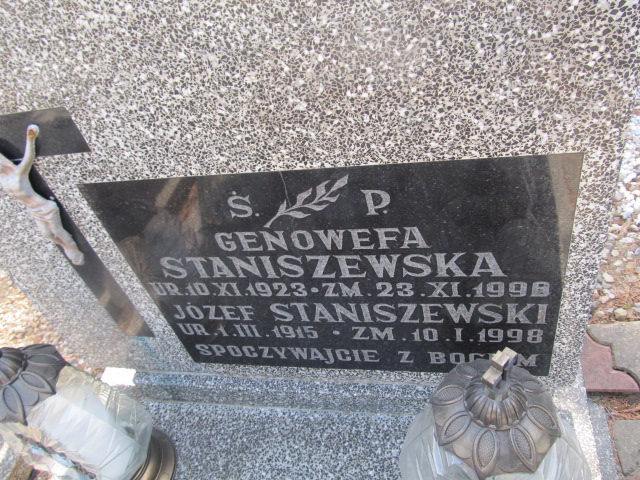 Ś. P.
GENOWEFA
STANISZEWSKA
UR. 10. XI. 1923 • ZM. 23. XI. 1998
JÓZEF STANISZEWSKI
UR. 1. III. 1915 • ZM. 10. I. 1998
SPOCZYWAJCIE Z BOGIEM